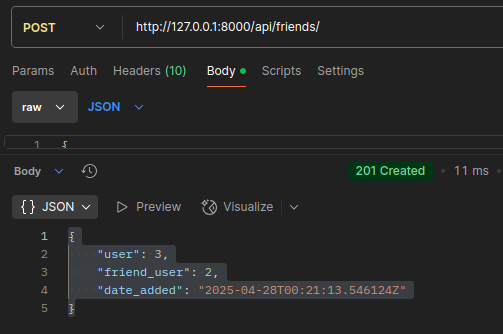 POST http://127.0.0.1:8000/api/friends/
Params Auth Headers (10) Body Scripts Settings
raw JSON
1 {
Body 201 Created 11 ms
{} JSON Preview Visualize
1 {
2 "user": 3,
3 "friend_user": 2,
4 "date_added": "2025-04-28T00:21:13.546124Z"
5 }